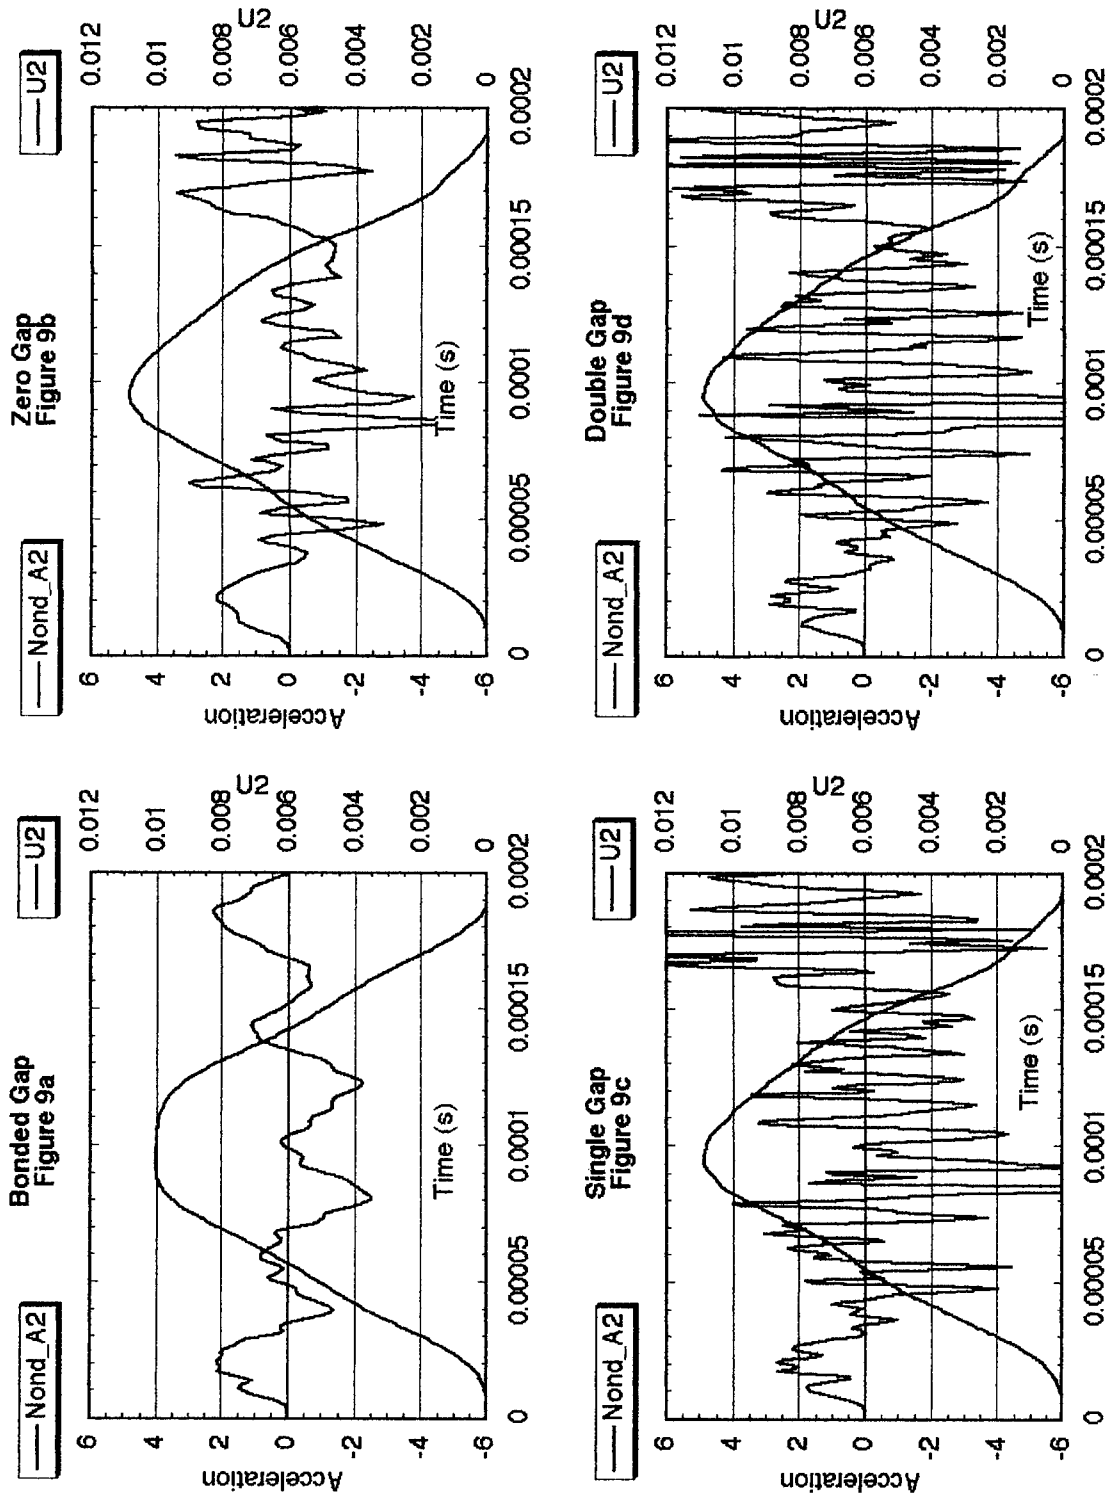 Bonded Gap
Figure 9a
Nond_A2
U2
6
4
2
0
-2
-4
-6
Acceleration
0.012
0.01
0.008
0.006
0.004
0.002
0
U2
Time (s)
0
0.00005
0.0001
0.00015
0.0002
Zero Gap
Figure 9b
Nond_A2
U2
6
4
2
0
-2
-4
-6
Acceleration
0.012
0.01
0.008
0.006
0.004
0.002
0
U2
Time (s)
0
0.00005
0.0001
0.00015
0.0002
Single Gap
Figure 9c
Nond_A2
U2
6
4
2
0
-2
-4
-6
Acceleration
0.012
0.01
0.008
0.006
0.004
0.002
0
U2
Time (s)
0
0.00005
0.0001
0.00015
0.0002
Double Gap
Figure 9d
Nond_A2
U2
6
4
2
0
-2
-4
-6
Acceleration
0.012
0.01
0.008
0.006
0.004
0.002
0
U2
Time (s)
0
0.00005
0.0001
0.00015
0.0002